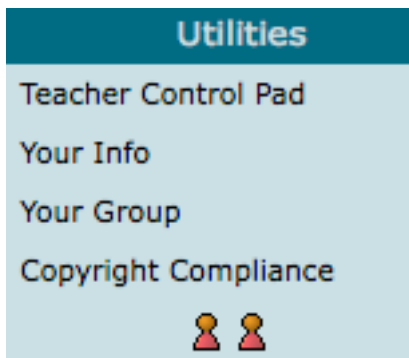 Utilities
Teacher Control Pad
Your Info
Your Group
Copyright Compliance